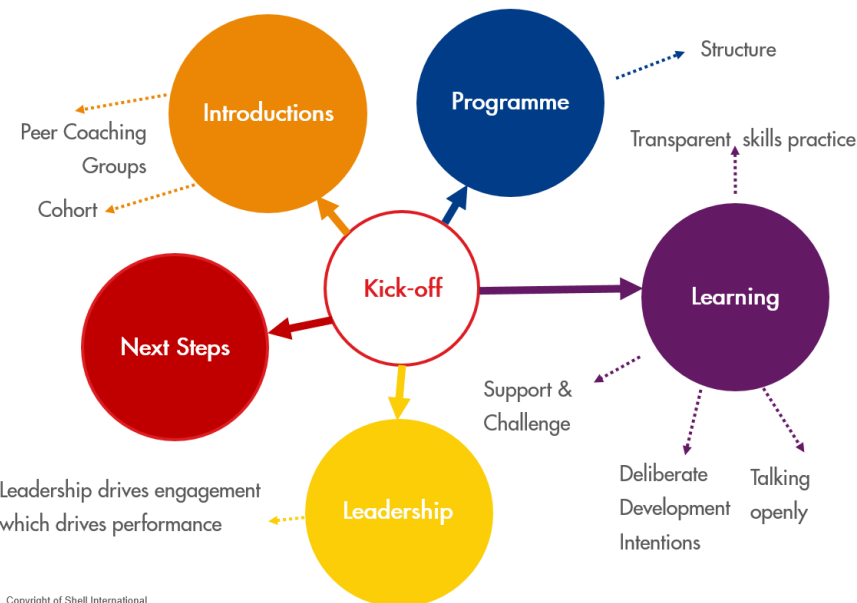 Introductions
Peer Coaching
Groups
Cohort
Programme
Structure
Transparent skills practice
Kick-off
Learning
Next Steps
Support &
Challenge
Deliberate
Development
Intentions
Talking
openly
Leadership drives engagement
which drives performance
Leadership
Copyright of Shell International